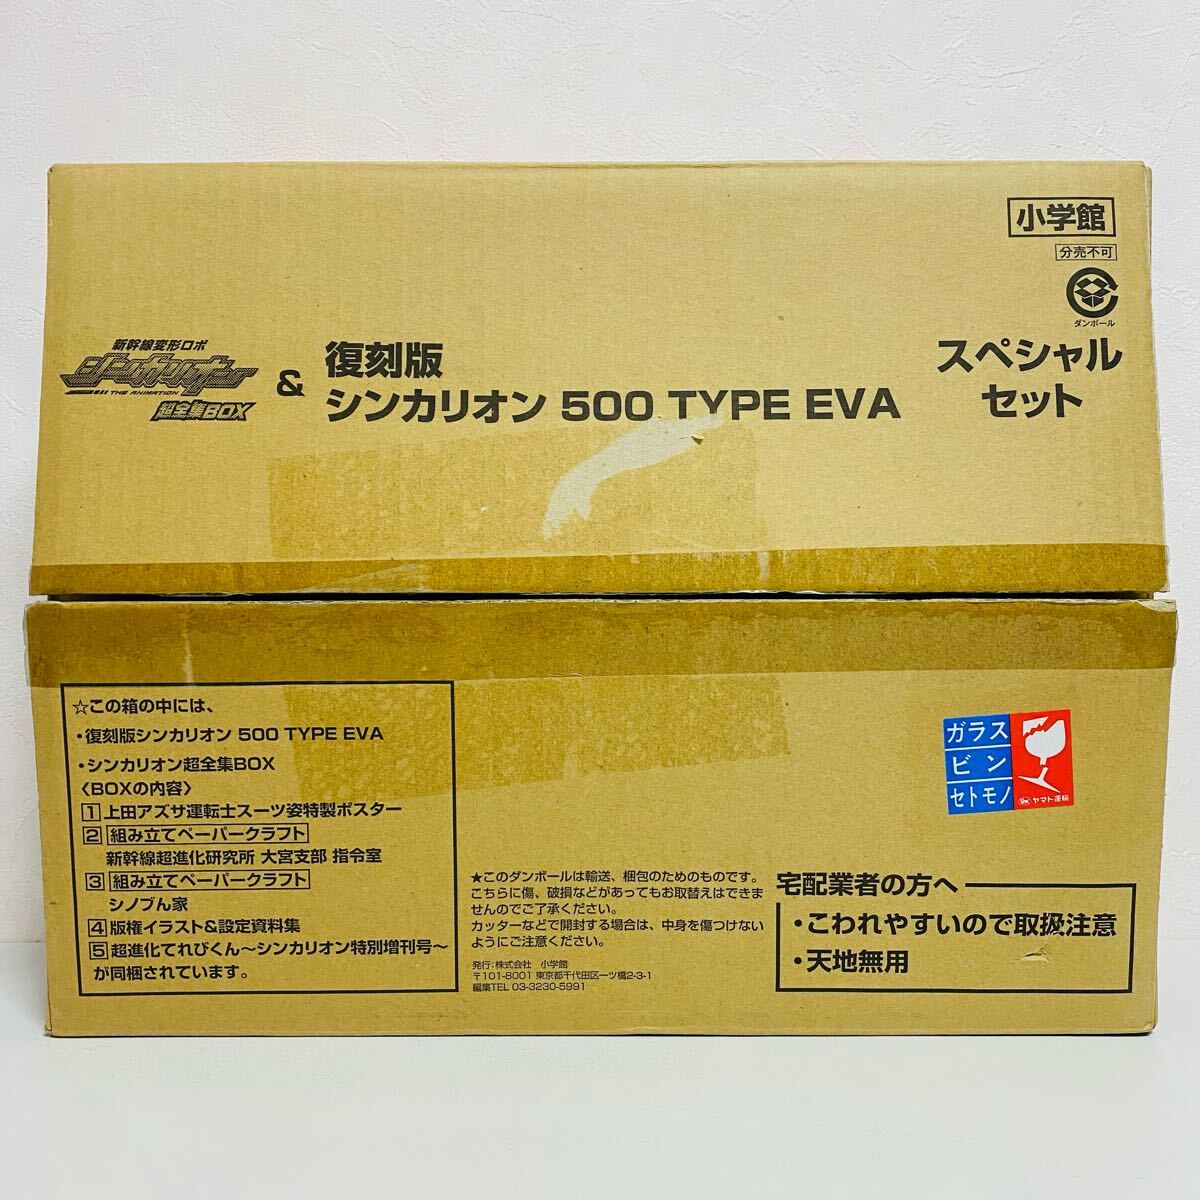 小学館
分売不可
ダンボール
新幹線変形ロボ
シンカリオン
THE ANIMATION
超全集BOX
&
復刻版
シンカリオン 500 TYPE EVA
スペシャル
セット
☆この箱の中には、
・復刻版シンカリオン 500 TYPE EVA
・シンカリオン超全集BOX
〈BOXの内容〉
1 上田アズサ運転士スーツ姿特製ポスター
2 組み立てペーパークラフト
新幹線超進化研究所 大宮支部 指令室
3 組み立てペーパークラフト
シノブん家
4 版権イラスト&設定資料集
5 超進化てれびくん〜シンカリオン特別増刊号〜
が同梱されています。
★このダンボールは輸送、梱包のためのものです。
こちらに傷、破損などがあってもお取替えはできま
せんのでご了承ください。
カッターなどで開封する場合は、中身を傷つけない
ようにご注意ください。
発行：株式会社 小学館
〒101-8001 東京都千代田区一ツ橋2-3-1
編集TEL 03-3230-5991
ガラス
ビン
セトモノ
ヤマト運輸
宅配業者の方へ
・こわれやすいので取扱注意
・天地無用